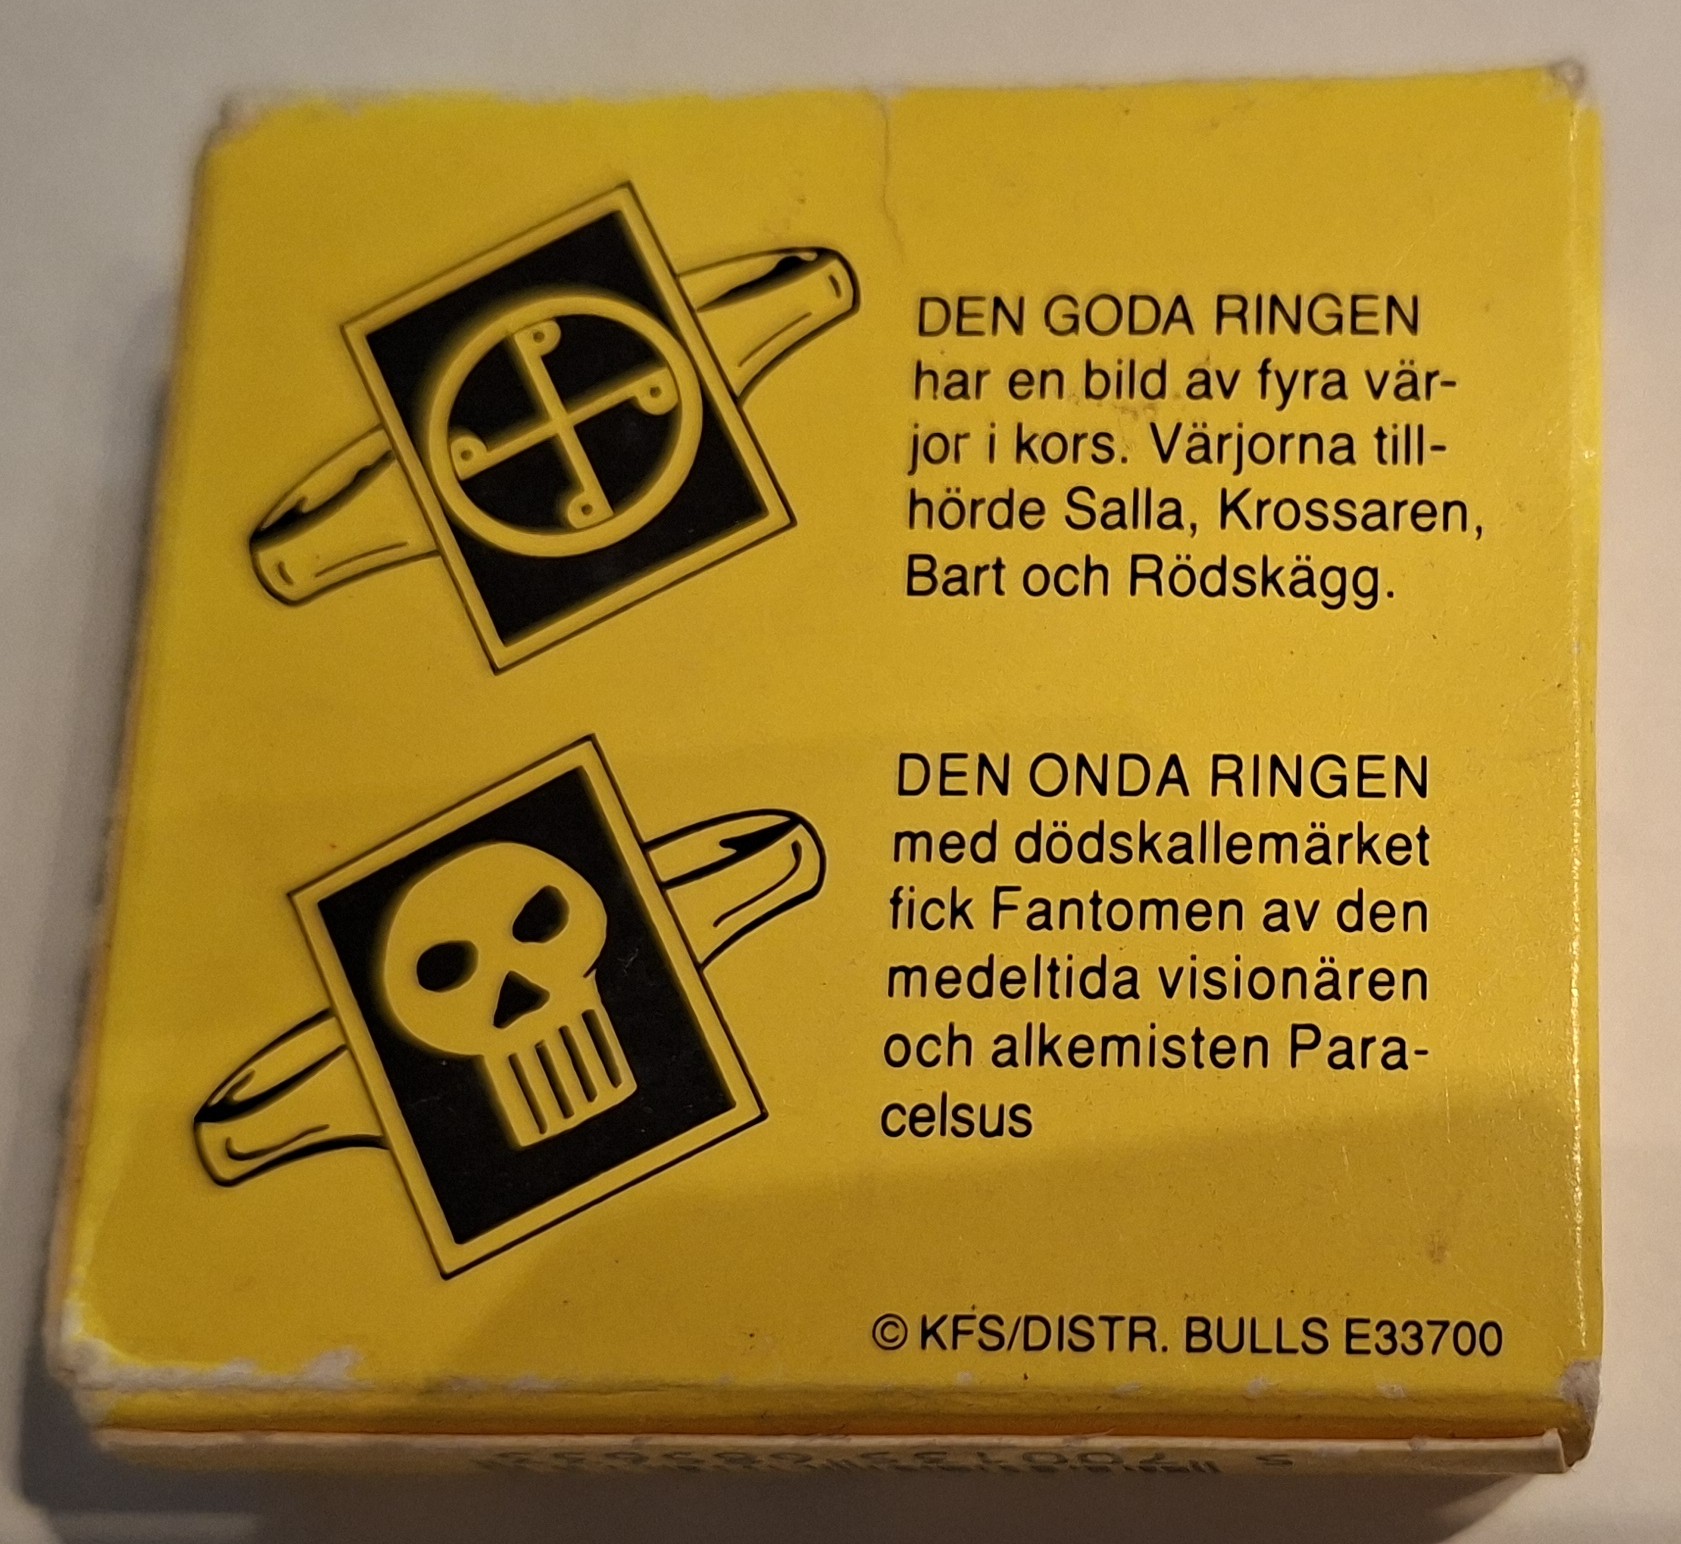 DEN GODA RINGEN
har en bild av fyra vär-
jor i kors. Värjorna till-
hörde Salla, Krossaren,
Bart och Rödskägg.
DEN ONDA RINGEN
med dödskallemärket
fick Fantomen av den
medeltida visionären
och alkemisten Para-
celsus
© KFS/DISTR. BULLS E33700